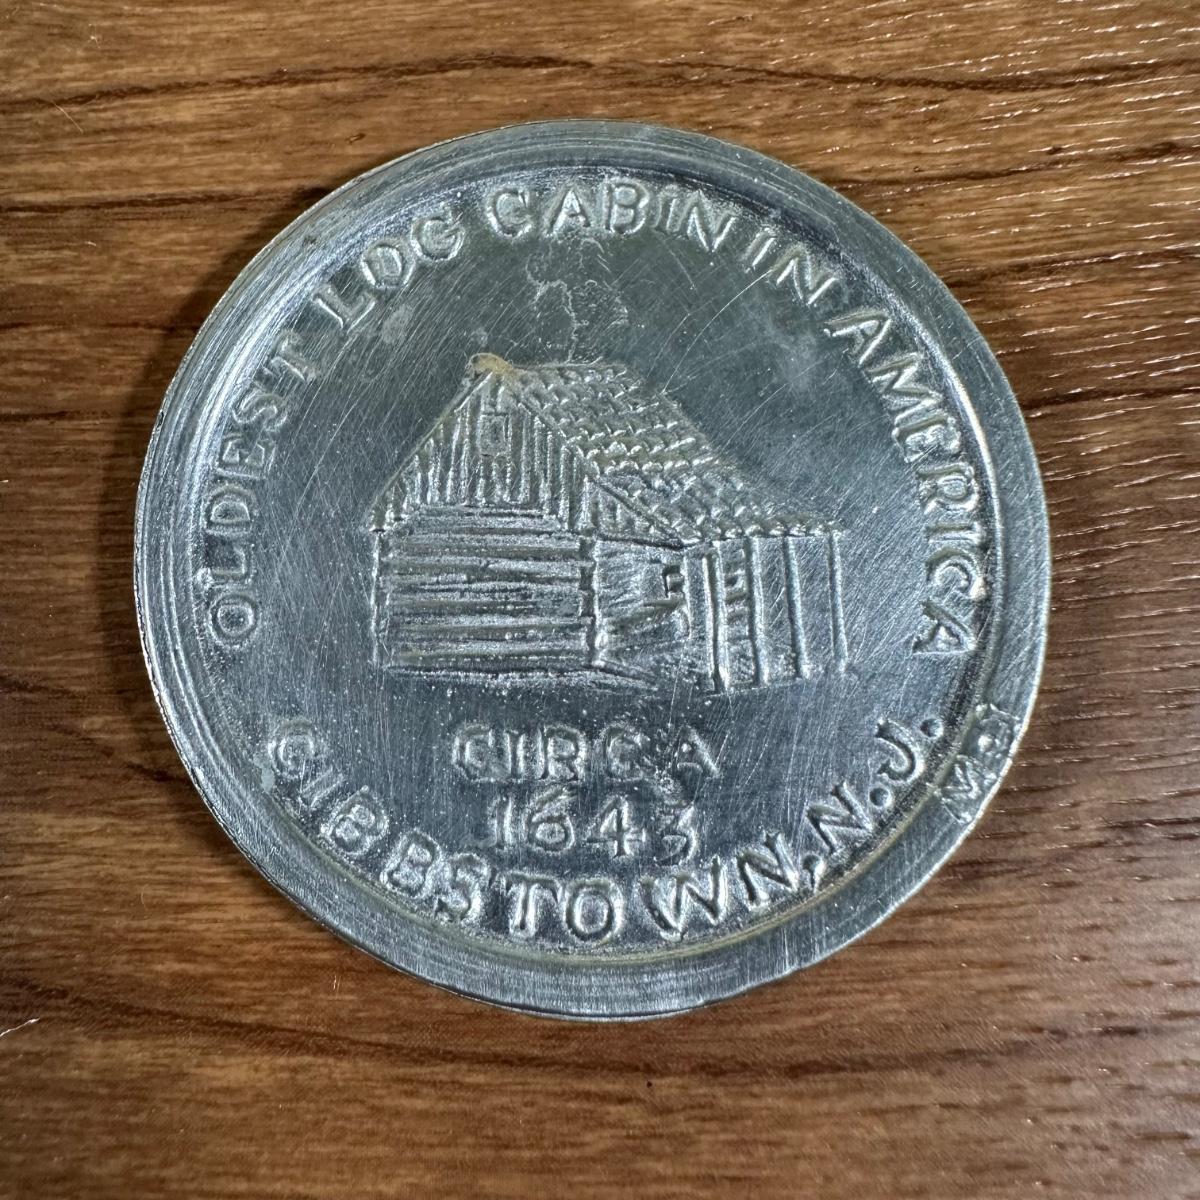 OLDEST LOG CABIN IN AMERICA
CIRCA
1643
GIBBSTOWN, N.J.